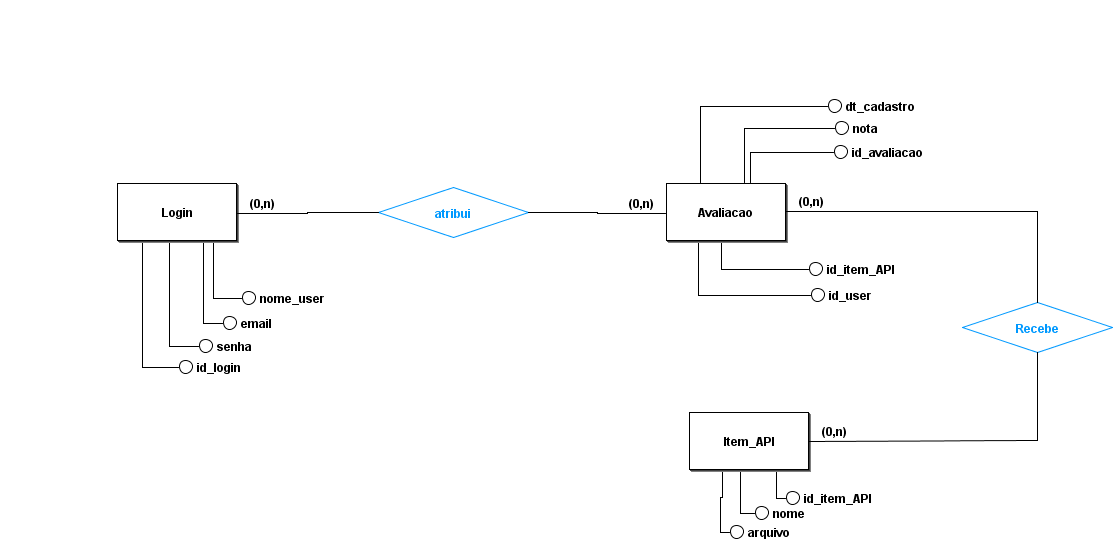 dt_cadastro
nota
id_avaliacao
Login
(0,n)
atribui
(0,n)
Avaliacao
(0,n)
id_item_API
id_user
nome_user
email
senha
id_login
Recebe
Item_API
(0,n)
id_item_API
nome
arquivo